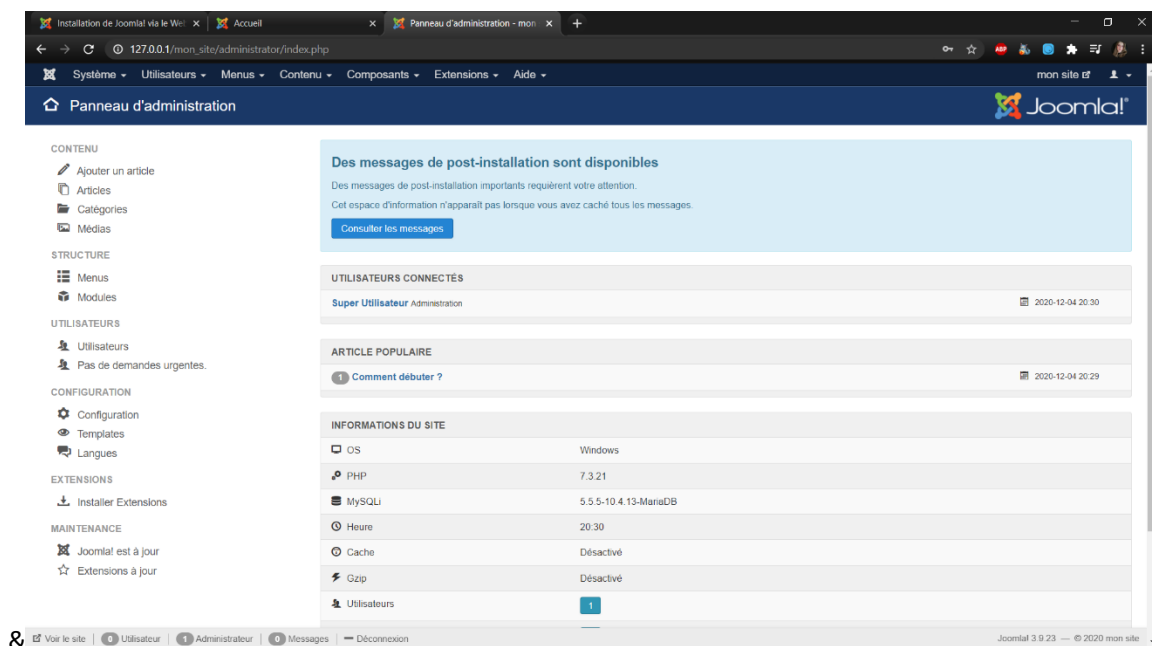 Installation de Joomla! via le We
Accueil
Panneau d'administration - mon
127.0.0.1/mon_site/administrator/index.php
ABP
Système Utilisateurs Menus Contenu Composants Extensions Aide mon site
Panneau d'administration Joomla!
CONTENU
Ajouter un article
Articles
Catégories
Médias
STRUCTURE
Menus
Modules
UTILISATEURS
Utilisateurs
Pas de demandes urgentes.
CONFIGURATION
Configuration
Templates
Langues
EXTENSIONS
Installer Extensions
MAINTENANCE
Joomla! est à jour
Extensions à jour
Des messages de post-installation sont disponibles
Des messages de post-installation importants requièrent votre attention.
Cet espace d'information n'apparaît pas lorsque vous avez caché tous les messages.
Consulter les messages
UTILISATEURS CONNECTÉS
Super Utilisateur Administration 2020-12-04 20:30
ARTICLE POPULAIRE
1 Comment débuter ? 2020-12-04 20:29
INFORMATIONS DU SITE
OS Windows
PHP 7.3.21
MySQLi 5.5.5-10.4.13-MariaDB
Heure 20:30
Cache Désactivé
Gzip Désactivé
Utilisateurs 1
& Voir le site 0 Utilisateur 1 Administrateur 0 Messages Déconnexion Joomla! 3.9.23 — © 2020 mon site .